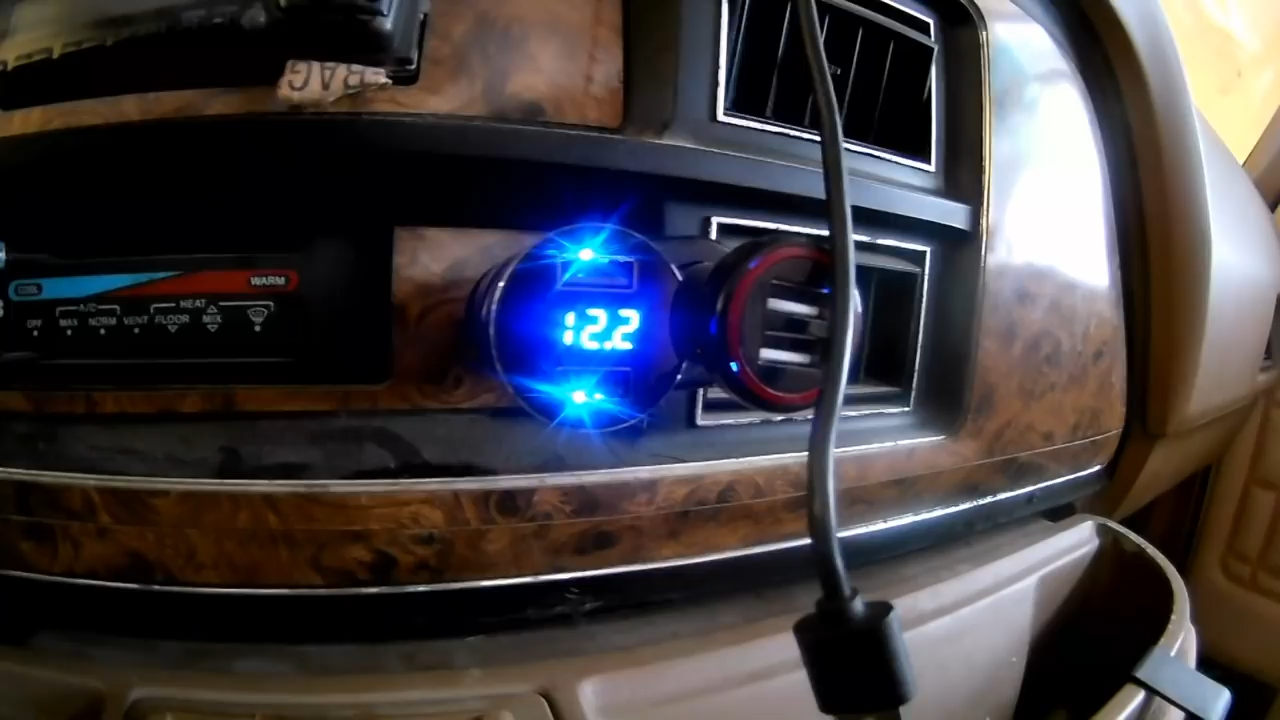 BAG
12.2
COOL WARM
A/C HEAT
OFF MAX NORM VENT FLOOR MIX